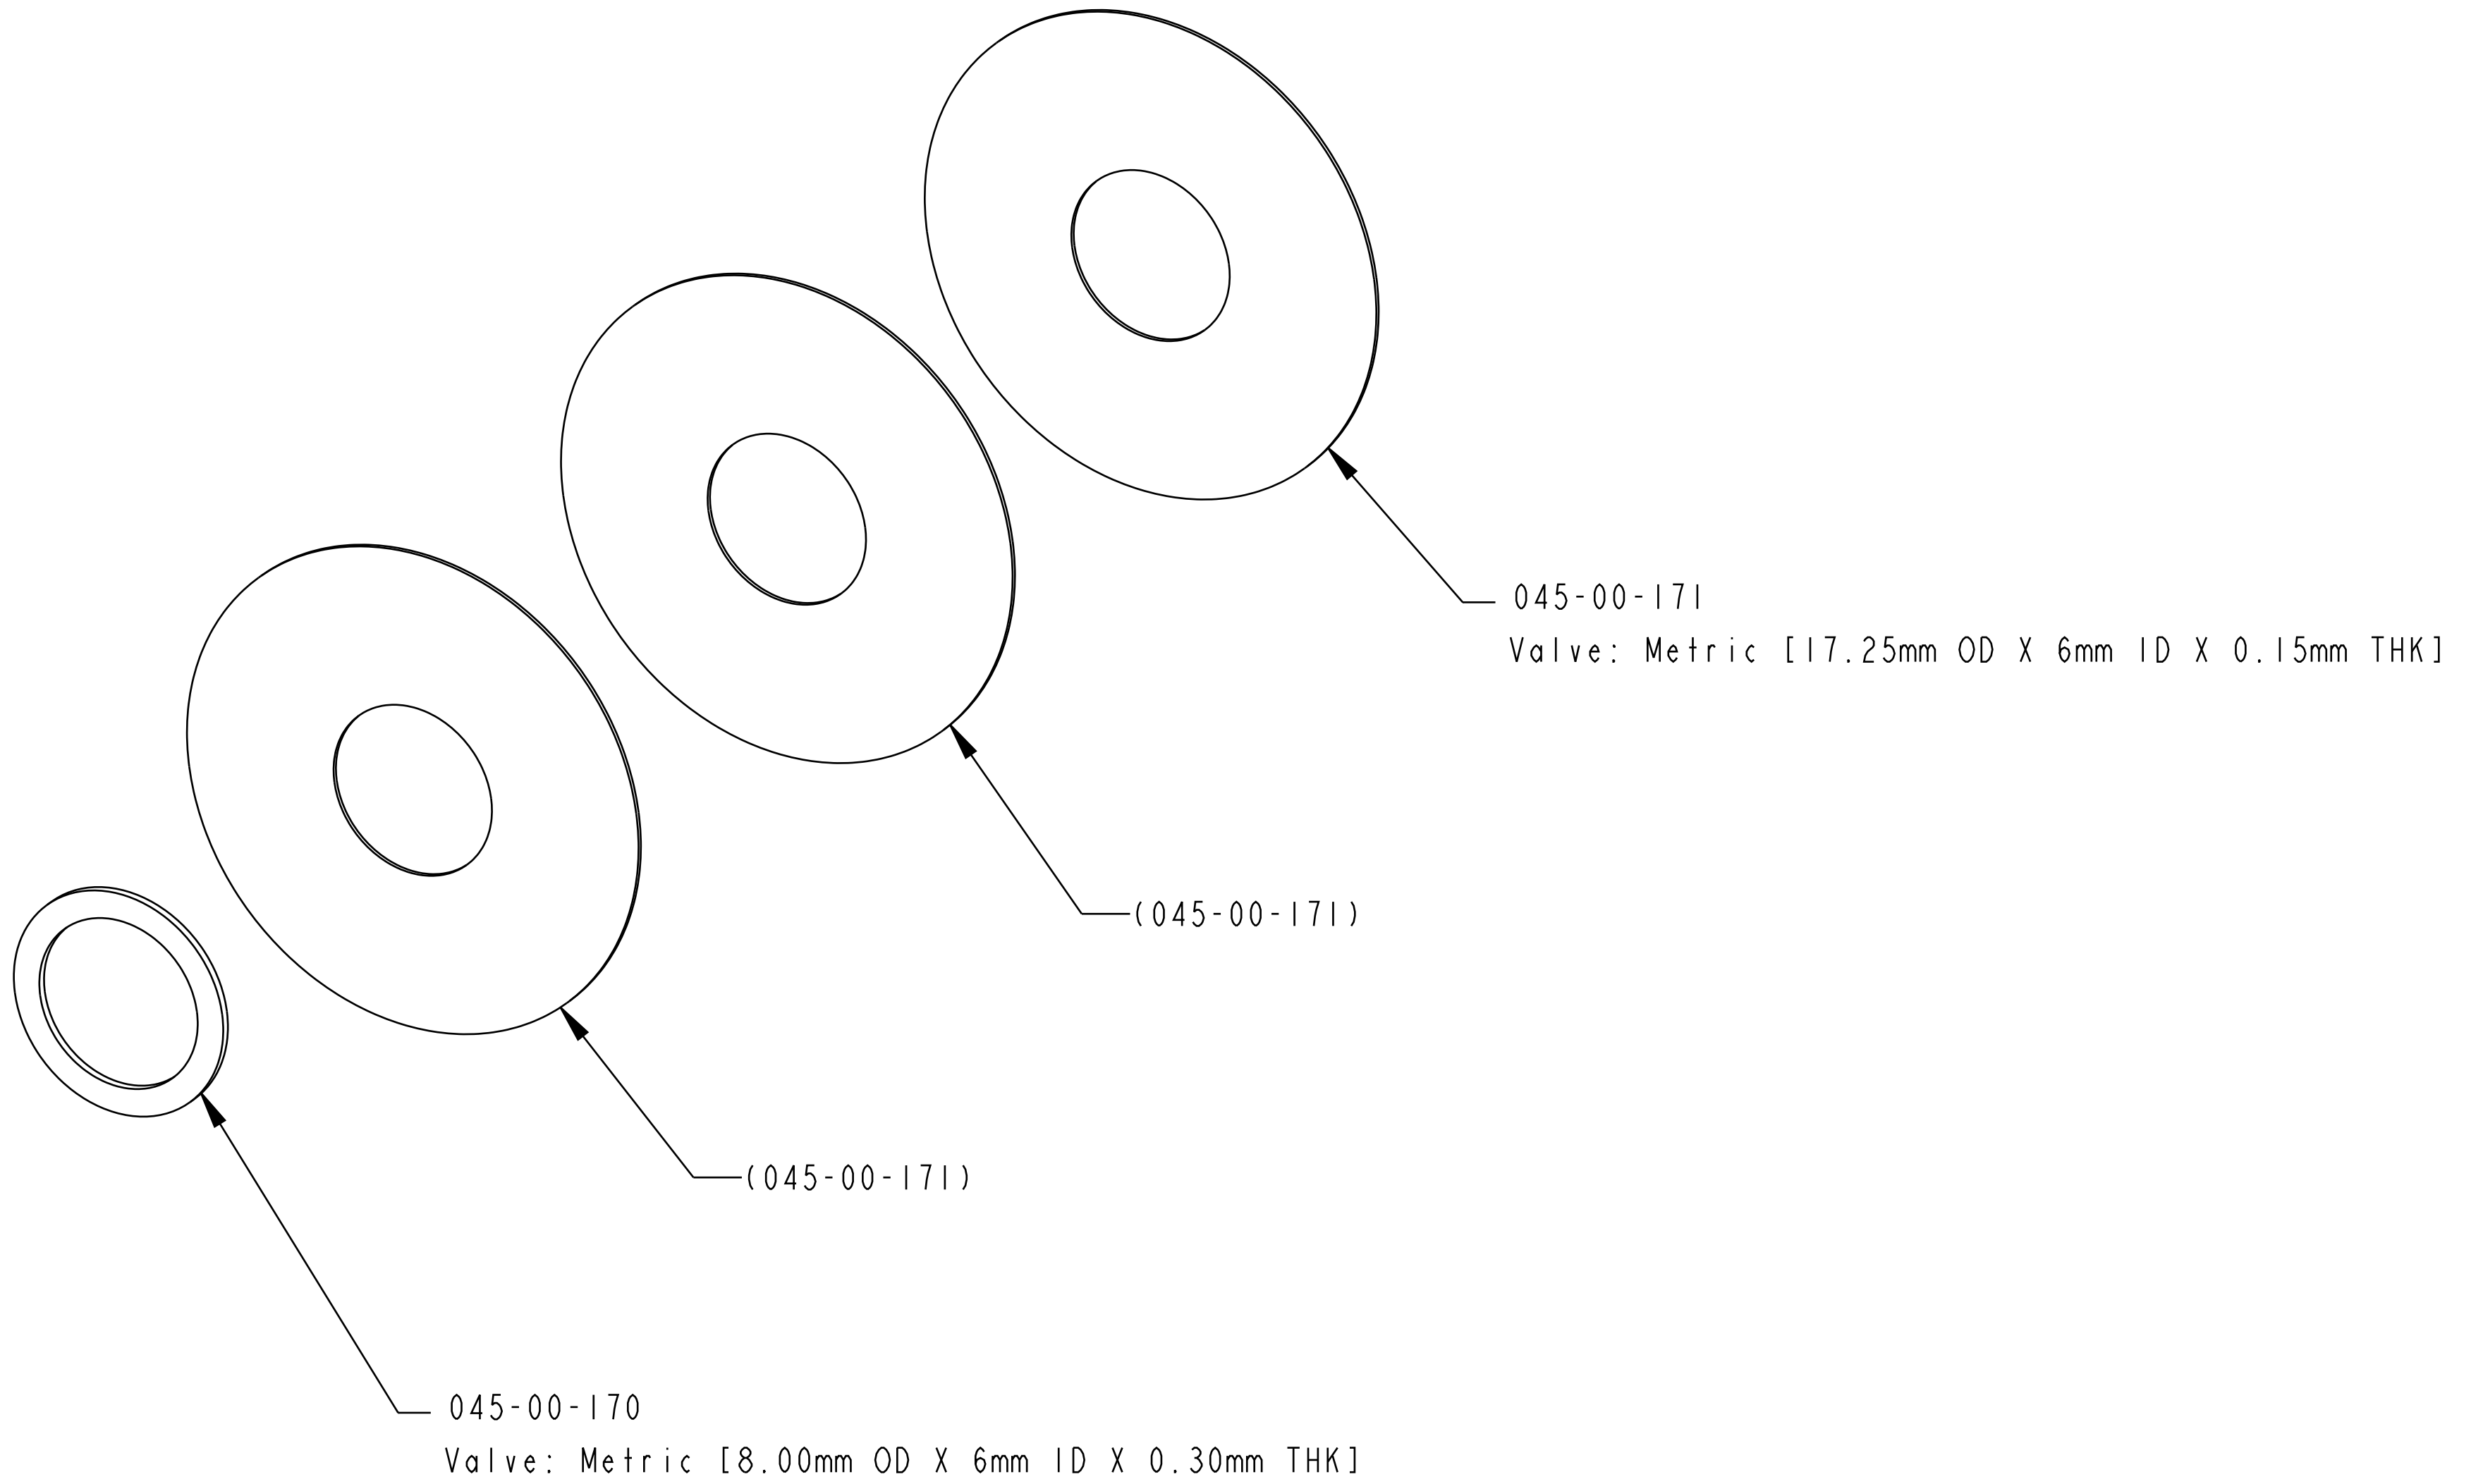 045-00-171
Valve: Metric [17.25mm OD X 6mm ID X 0.15mm THK]
(045-00-171)
(045-00-171)
045-00-170
Valve: Metric [8.00mm OD X 6mm ID X 0.30mm THK]